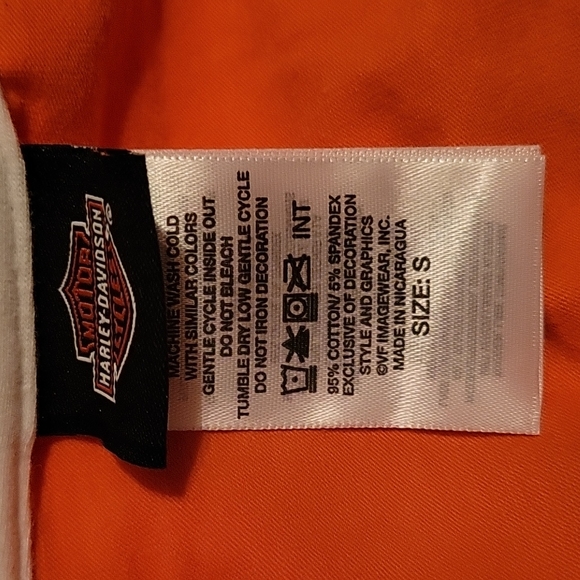 MOTOR
HARLEY-DAVIDSON
CYCLES
MACHINE WASH COLD
WITH SIMILAR COLORS
GENTLE CYCLE INSIDE OUT
DO NOT BLEACH
TUMBLE DRY LOW GENTLE CYCLE
DO NOT IRON DECORATION
INT
95% COTTON/ 5% SPANDEX
EXCLUSIVE OF DECORATION
STYLE AND GRAPHICS
©VF IMAGEWEAR, INC.
MADE IN NICARAGUA
SIZE: S